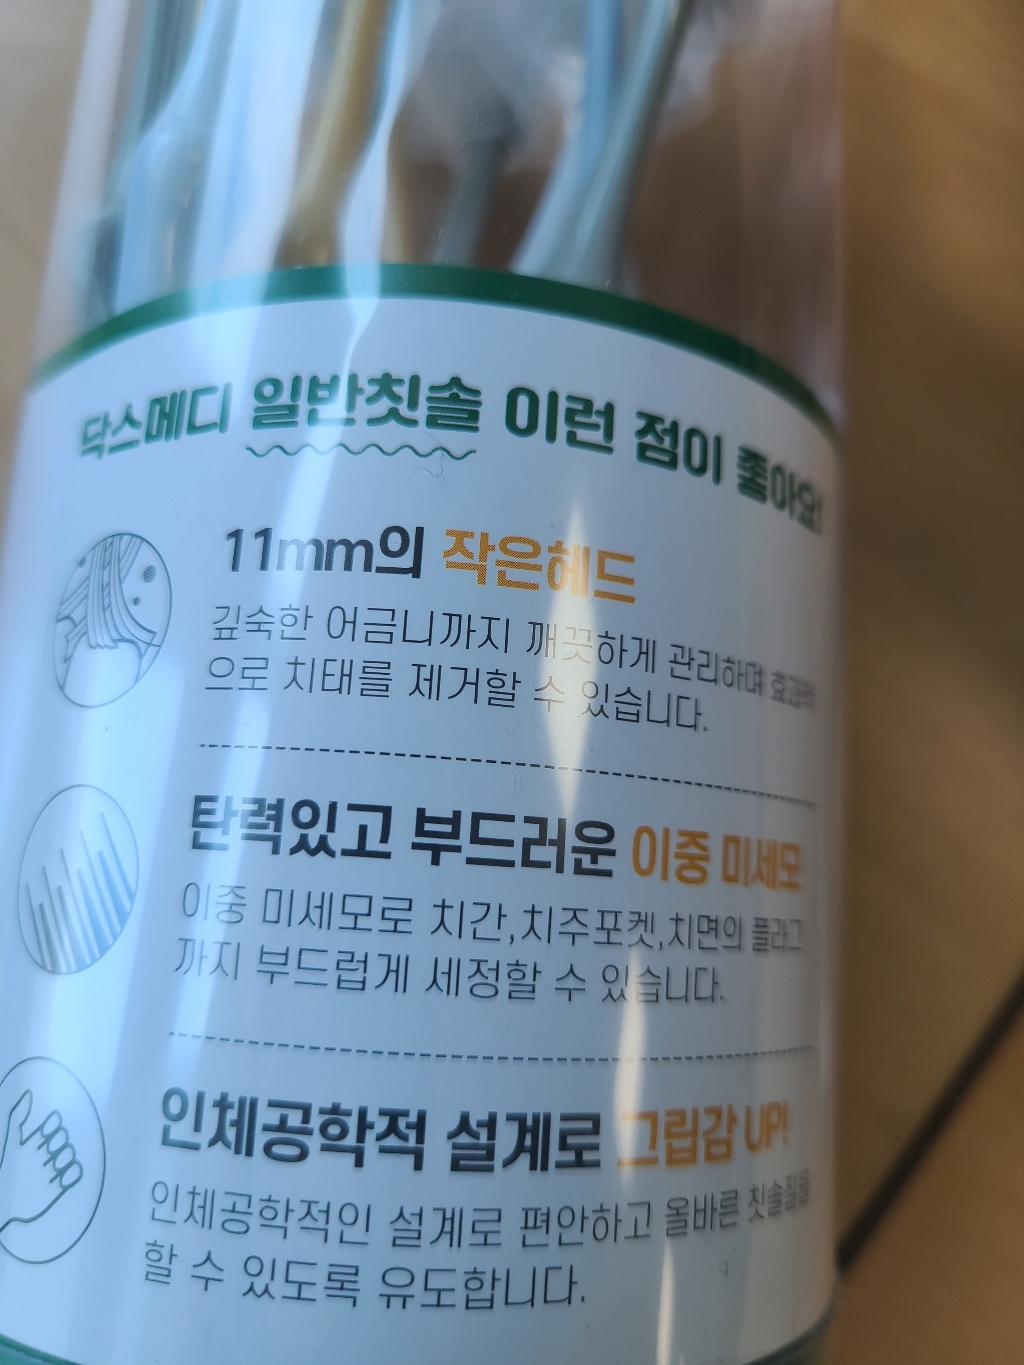 닥스메디 일반칫솔 이런 점이 좋아요!
11mm의 작은헤드
깊숙한 어금니까지 깨끗하게 관리하며 효과적
으로 치태를 제거할 수 있습니다.
탄력있고 부드러운 이중 미세모
이중 미세모로 치간,치주포켓,치면의 플라그
까지 부드럽게 세정할 수 있습니다.
인체공학적 설계로 그립감 UP!
인체공학적인 설계로 편안하고 올바른 칫솔질을
할 수 있도록 유도합니다.